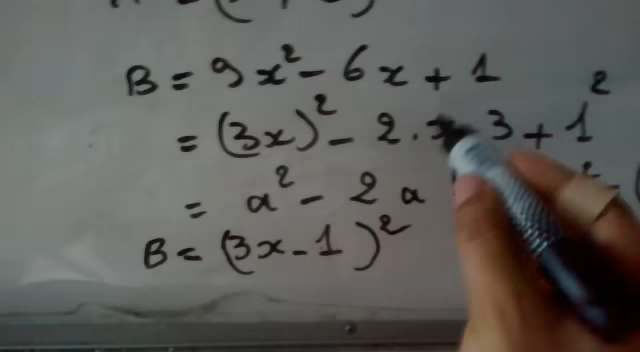 B = 9x² - 6x + 1
= (3x)² - 2 . x 3 + 1²
= a² - 2 a
B = (3x - 1)²